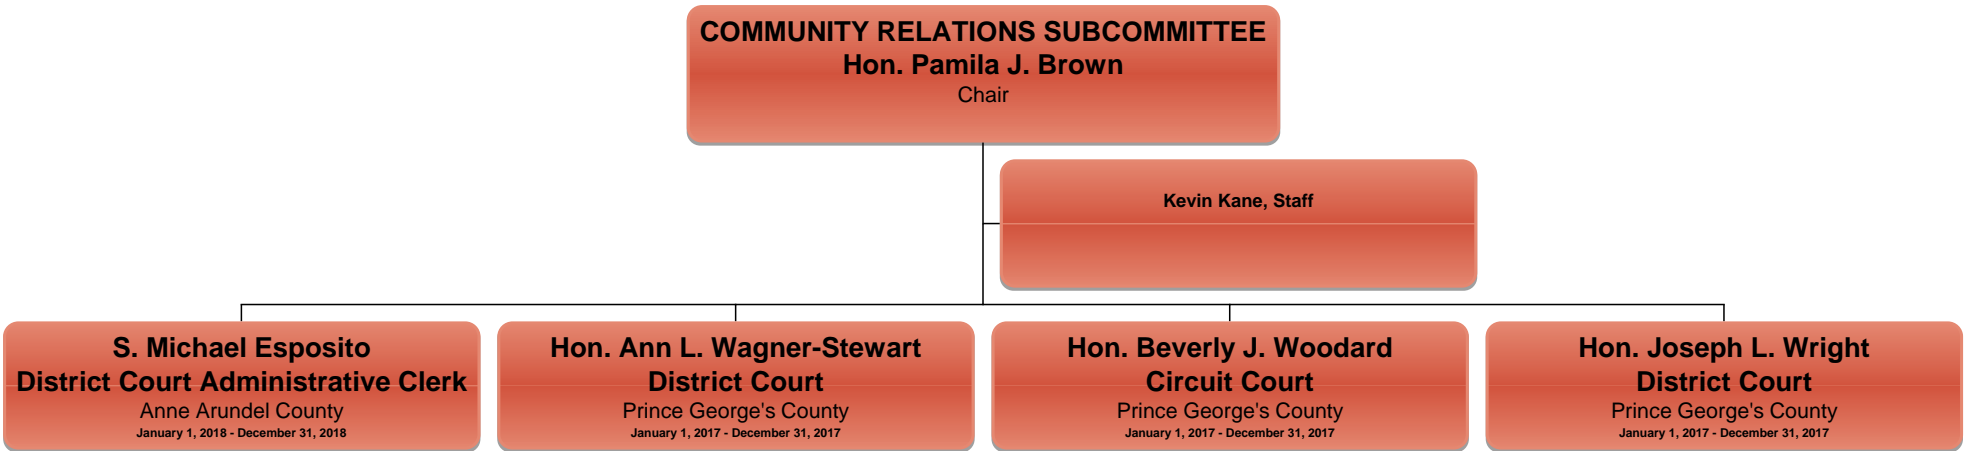 COMMUNITY RELATIONS SUBCOMMITTEE
Hon. Pamila J. Brown
Chair
Kevin Kane, Staff
S. Michael Esposito
District Court Administrative Clerk
Anne Arundel County
January 1, 2018 - December 31, 2018
Hon. Ann L. Wagner-Stewart
District Court
Prince George's County
January 1, 2017 - December 31, 2017
Hon. Beverly J. Woodard
Circuit Court
Prince George's County
January 1, 2017 - December 31, 2017
Hon. Joseph L. Wright
District Court
Prince George's County
January 1, 2017 - December 31, 2017